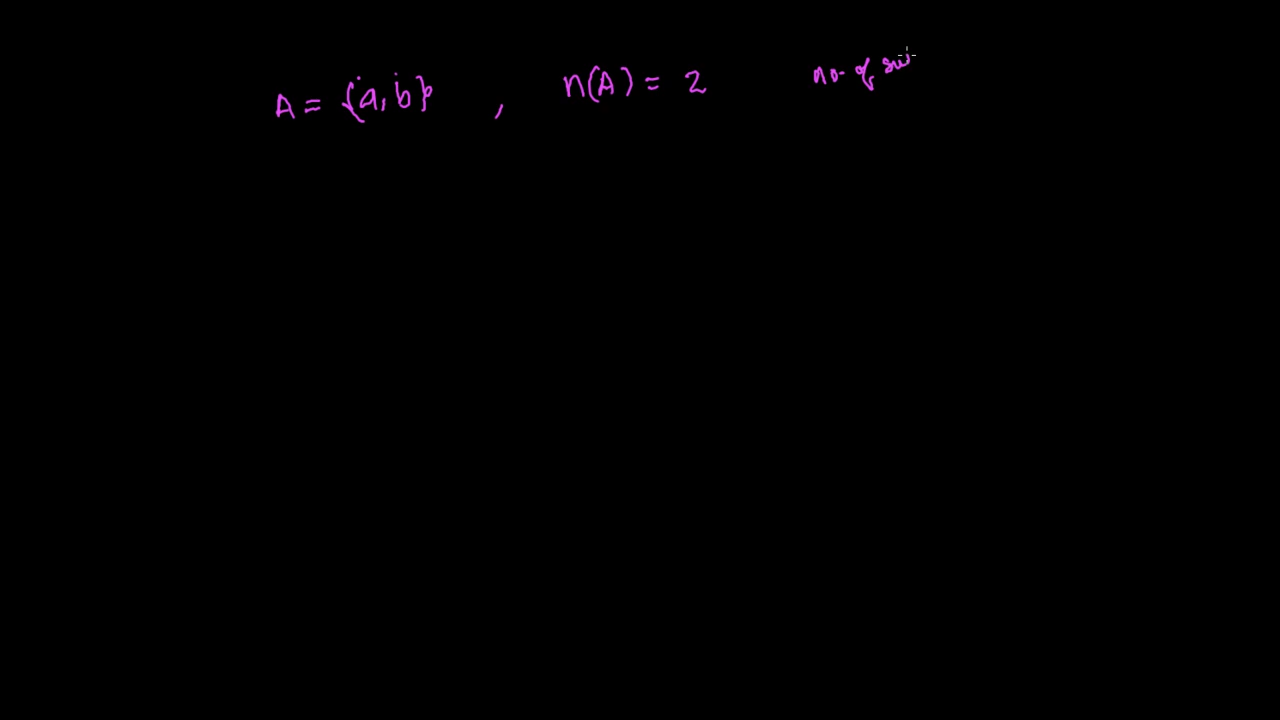 A = {a, b} , n(A) = 2 no. of